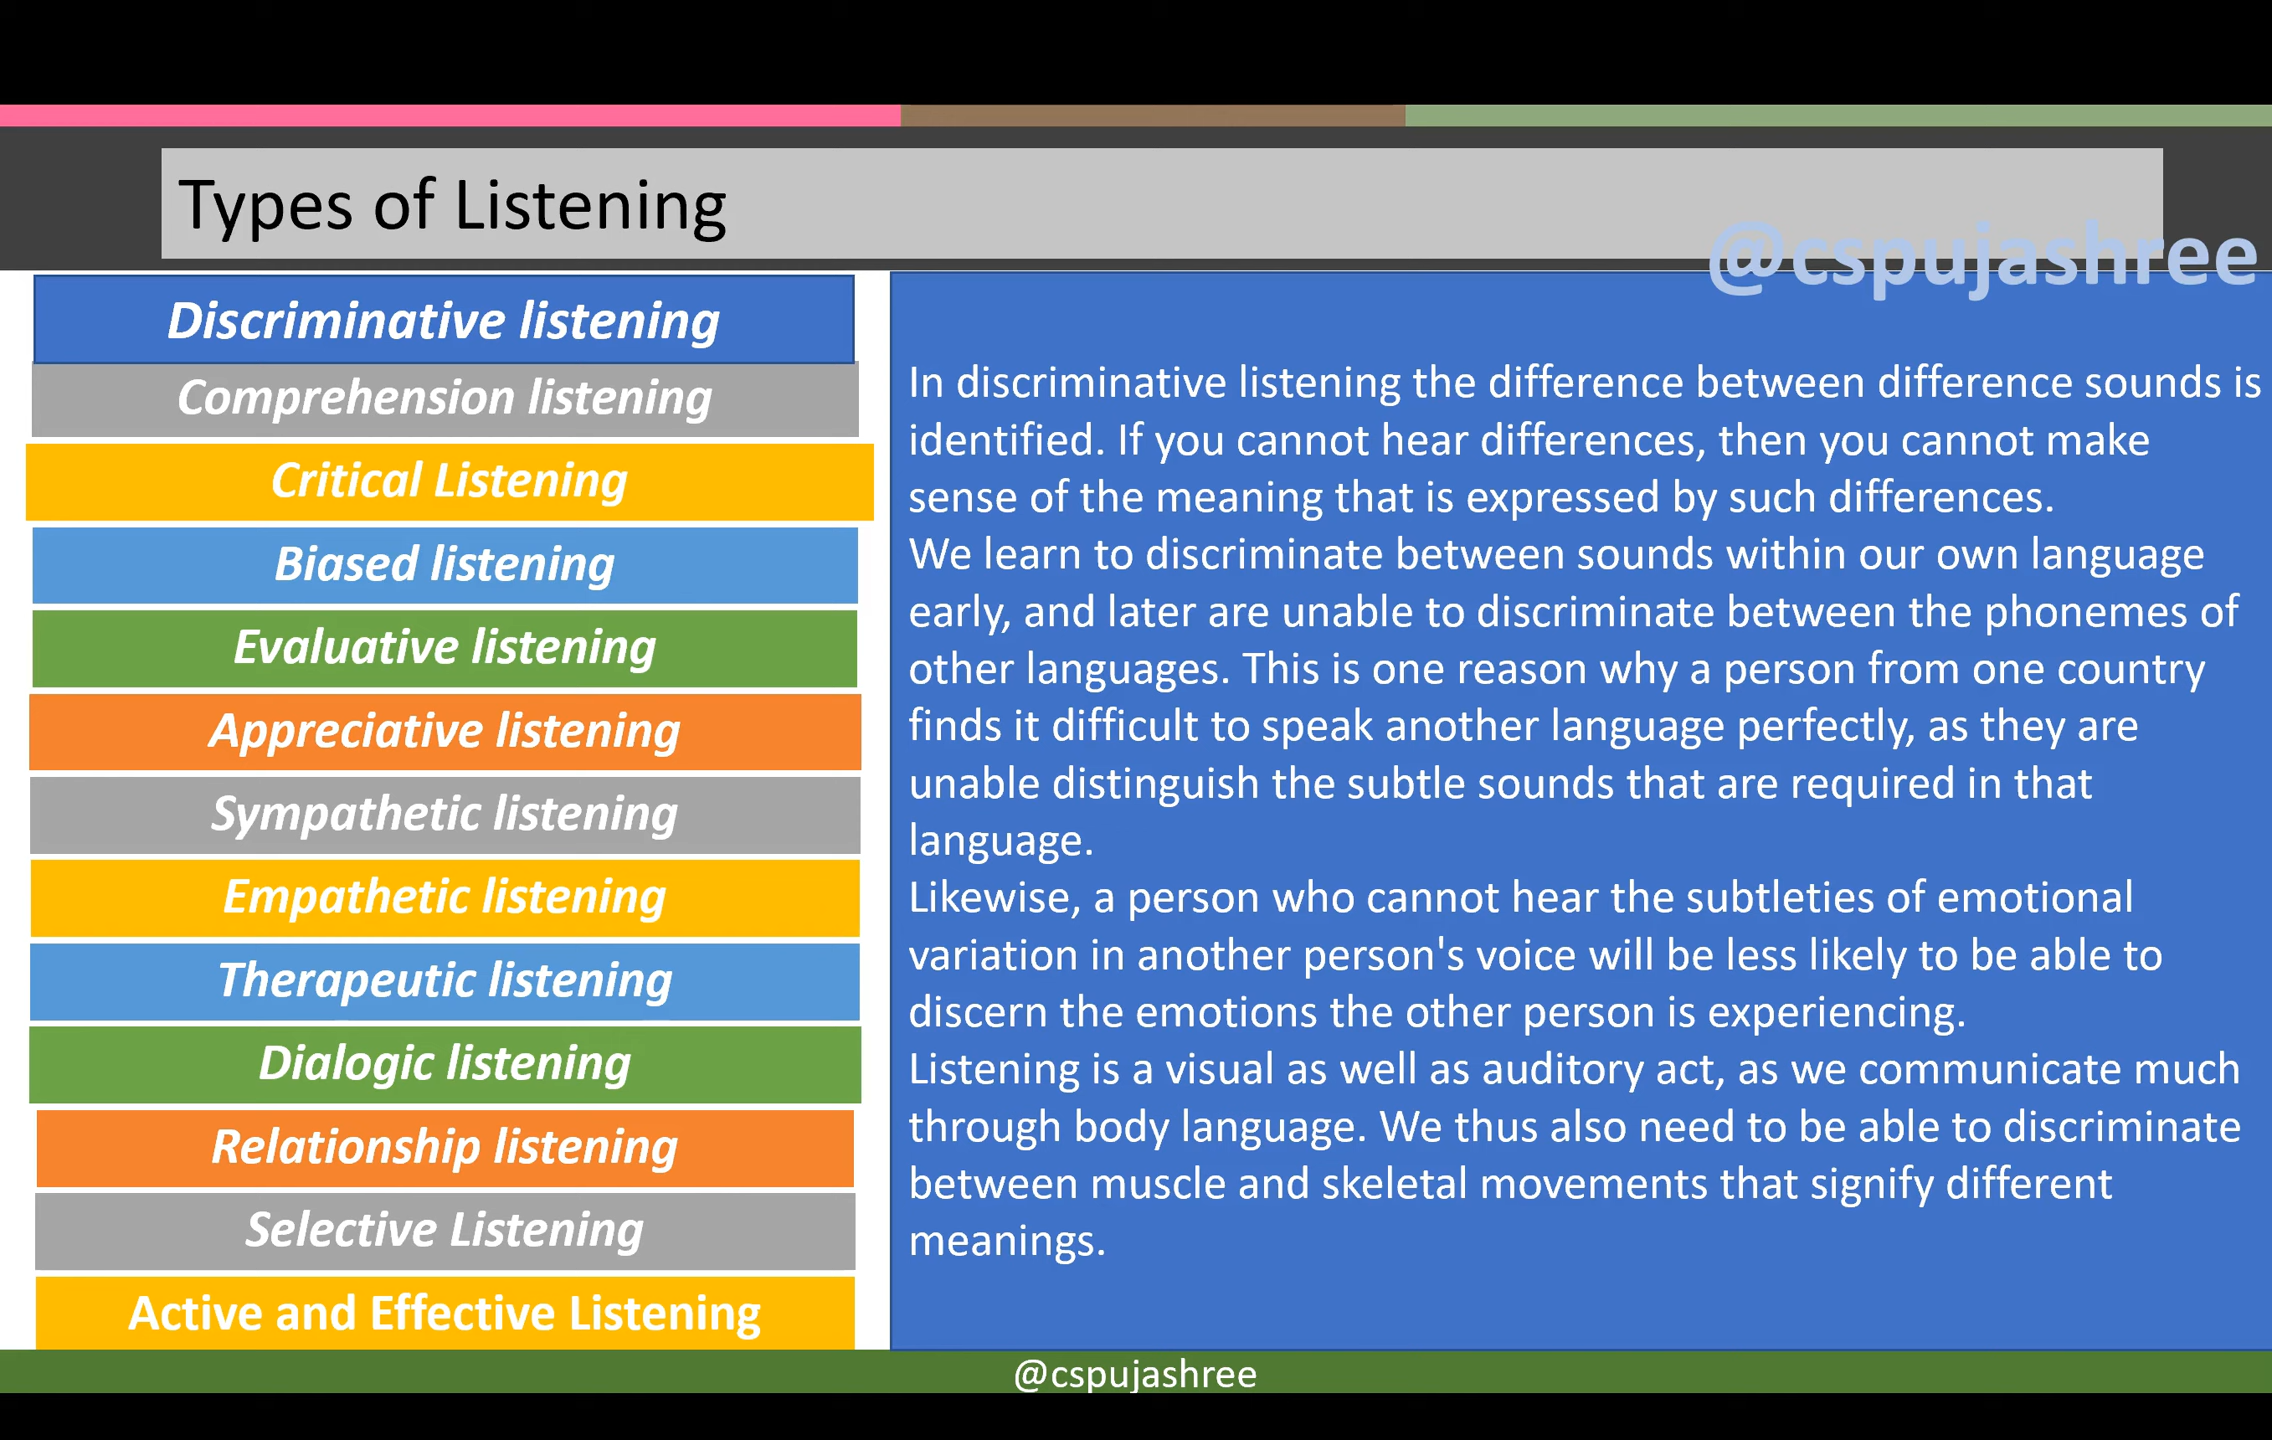 Types of Listening
@cspujashree
Discriminative listening
Comprehension listening
Critical Listening
Biased listening
Evaluative listening
Appreciative listening
Sympathetic listening
Empathetic listening
Therapeutic listening
Dialogic listening
Relationship listening
Selective Listening
Active and Effective Listening
In discriminative listening the difference between difference sounds is
identified. If you cannot hear differences, then you cannot make
sense of the meaning that is expressed by such differences.
We learn to discriminate between sounds within our own language
early, and later are unable to discriminate between the phonemes of
other languages. This is one reason why a person from one country
finds it difficult to speak another language perfectly, as they are
unable distinguish the subtle sounds that are required in that
language.
Likewise, a person who cannot hear the subtleties of emotional
variation in another person's voice will be less likely to be able to
discern the emotions the other person is experiencing.
Listening is a visual as well as auditory act, as we communicate much
through body language. We thus also need to be able to discriminate
between muscle and skeletal movements that signify different
meanings.
@cspujashree